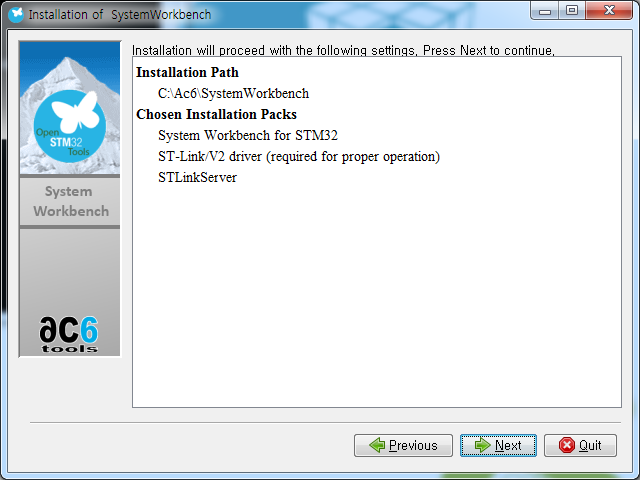 Installation of SystemWorkbench
Installation will proceed with the following settings, Press Next to continue,
Installation Path
C:\Ac6\SystemWorkbench
Chosen Installation Packs
System Workbench for STM32
ST-Link/V2 driver (required for proper operation)
STLinkServer
Open
STM32
Tools
System
Workbench
ac6
tools
Previous
Next
Quit